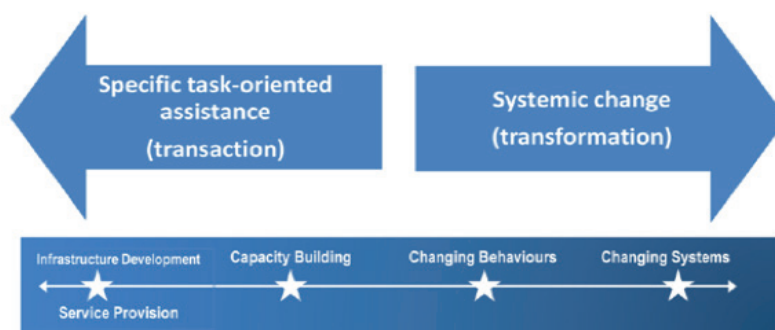 Specific task-oriented
assistance
(transaction)
Systemic change
(transformation)
Infrastructure Development
Capacity Building
Changing Behaviours
Changing Systems
Service Provision